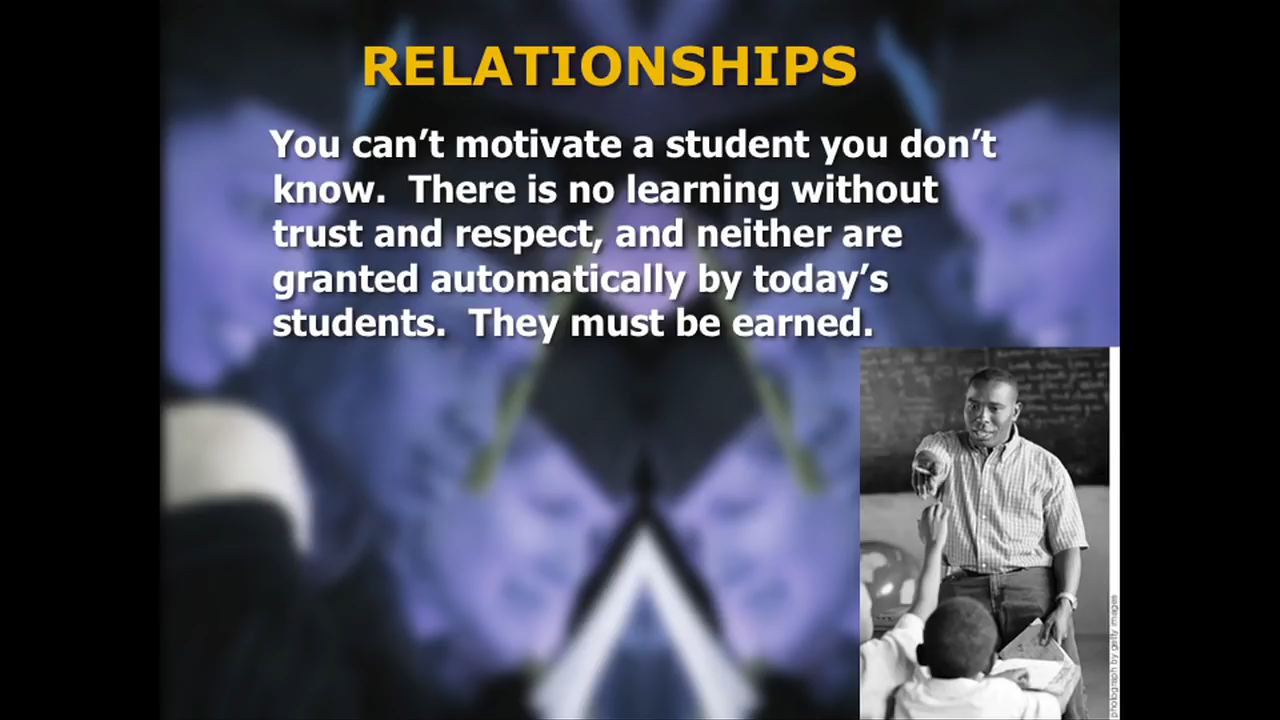 RELATIONSHIPS
You can’t motivate a student you don’t
know.  There is no learning without
trust and respect, and neither are
granted automatically by today’s
students.  They must be earned.
photograph by getty images